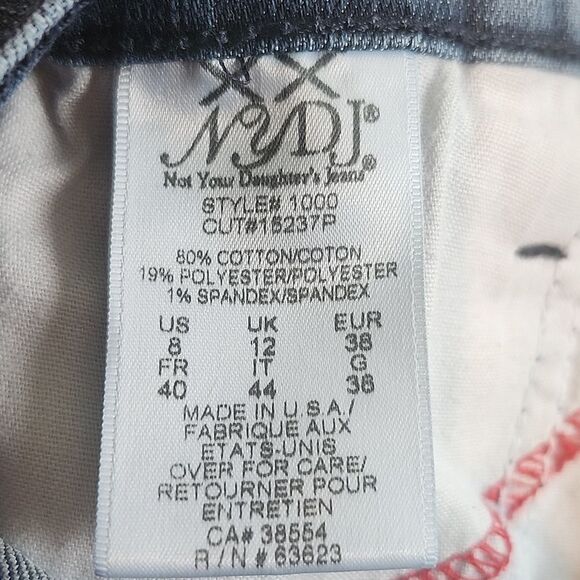 NYDJ®
Not Your Daughter's Jeans®
STYLE# 1000
CUT#15237P
80% COTTON/COTON
19% POLYESTER/POLYESTER
1% SPANDEX/SPANDEX
US UK EUR
8 12 38
FR IT G
40 44 38
MADE IN U.S.A./
FABRIQUE AUX
ETATS-UNIS
OVER FOR CARE/
RETOURNER POUR
ENTRETIEN
CA# 38554
R/N # 63623